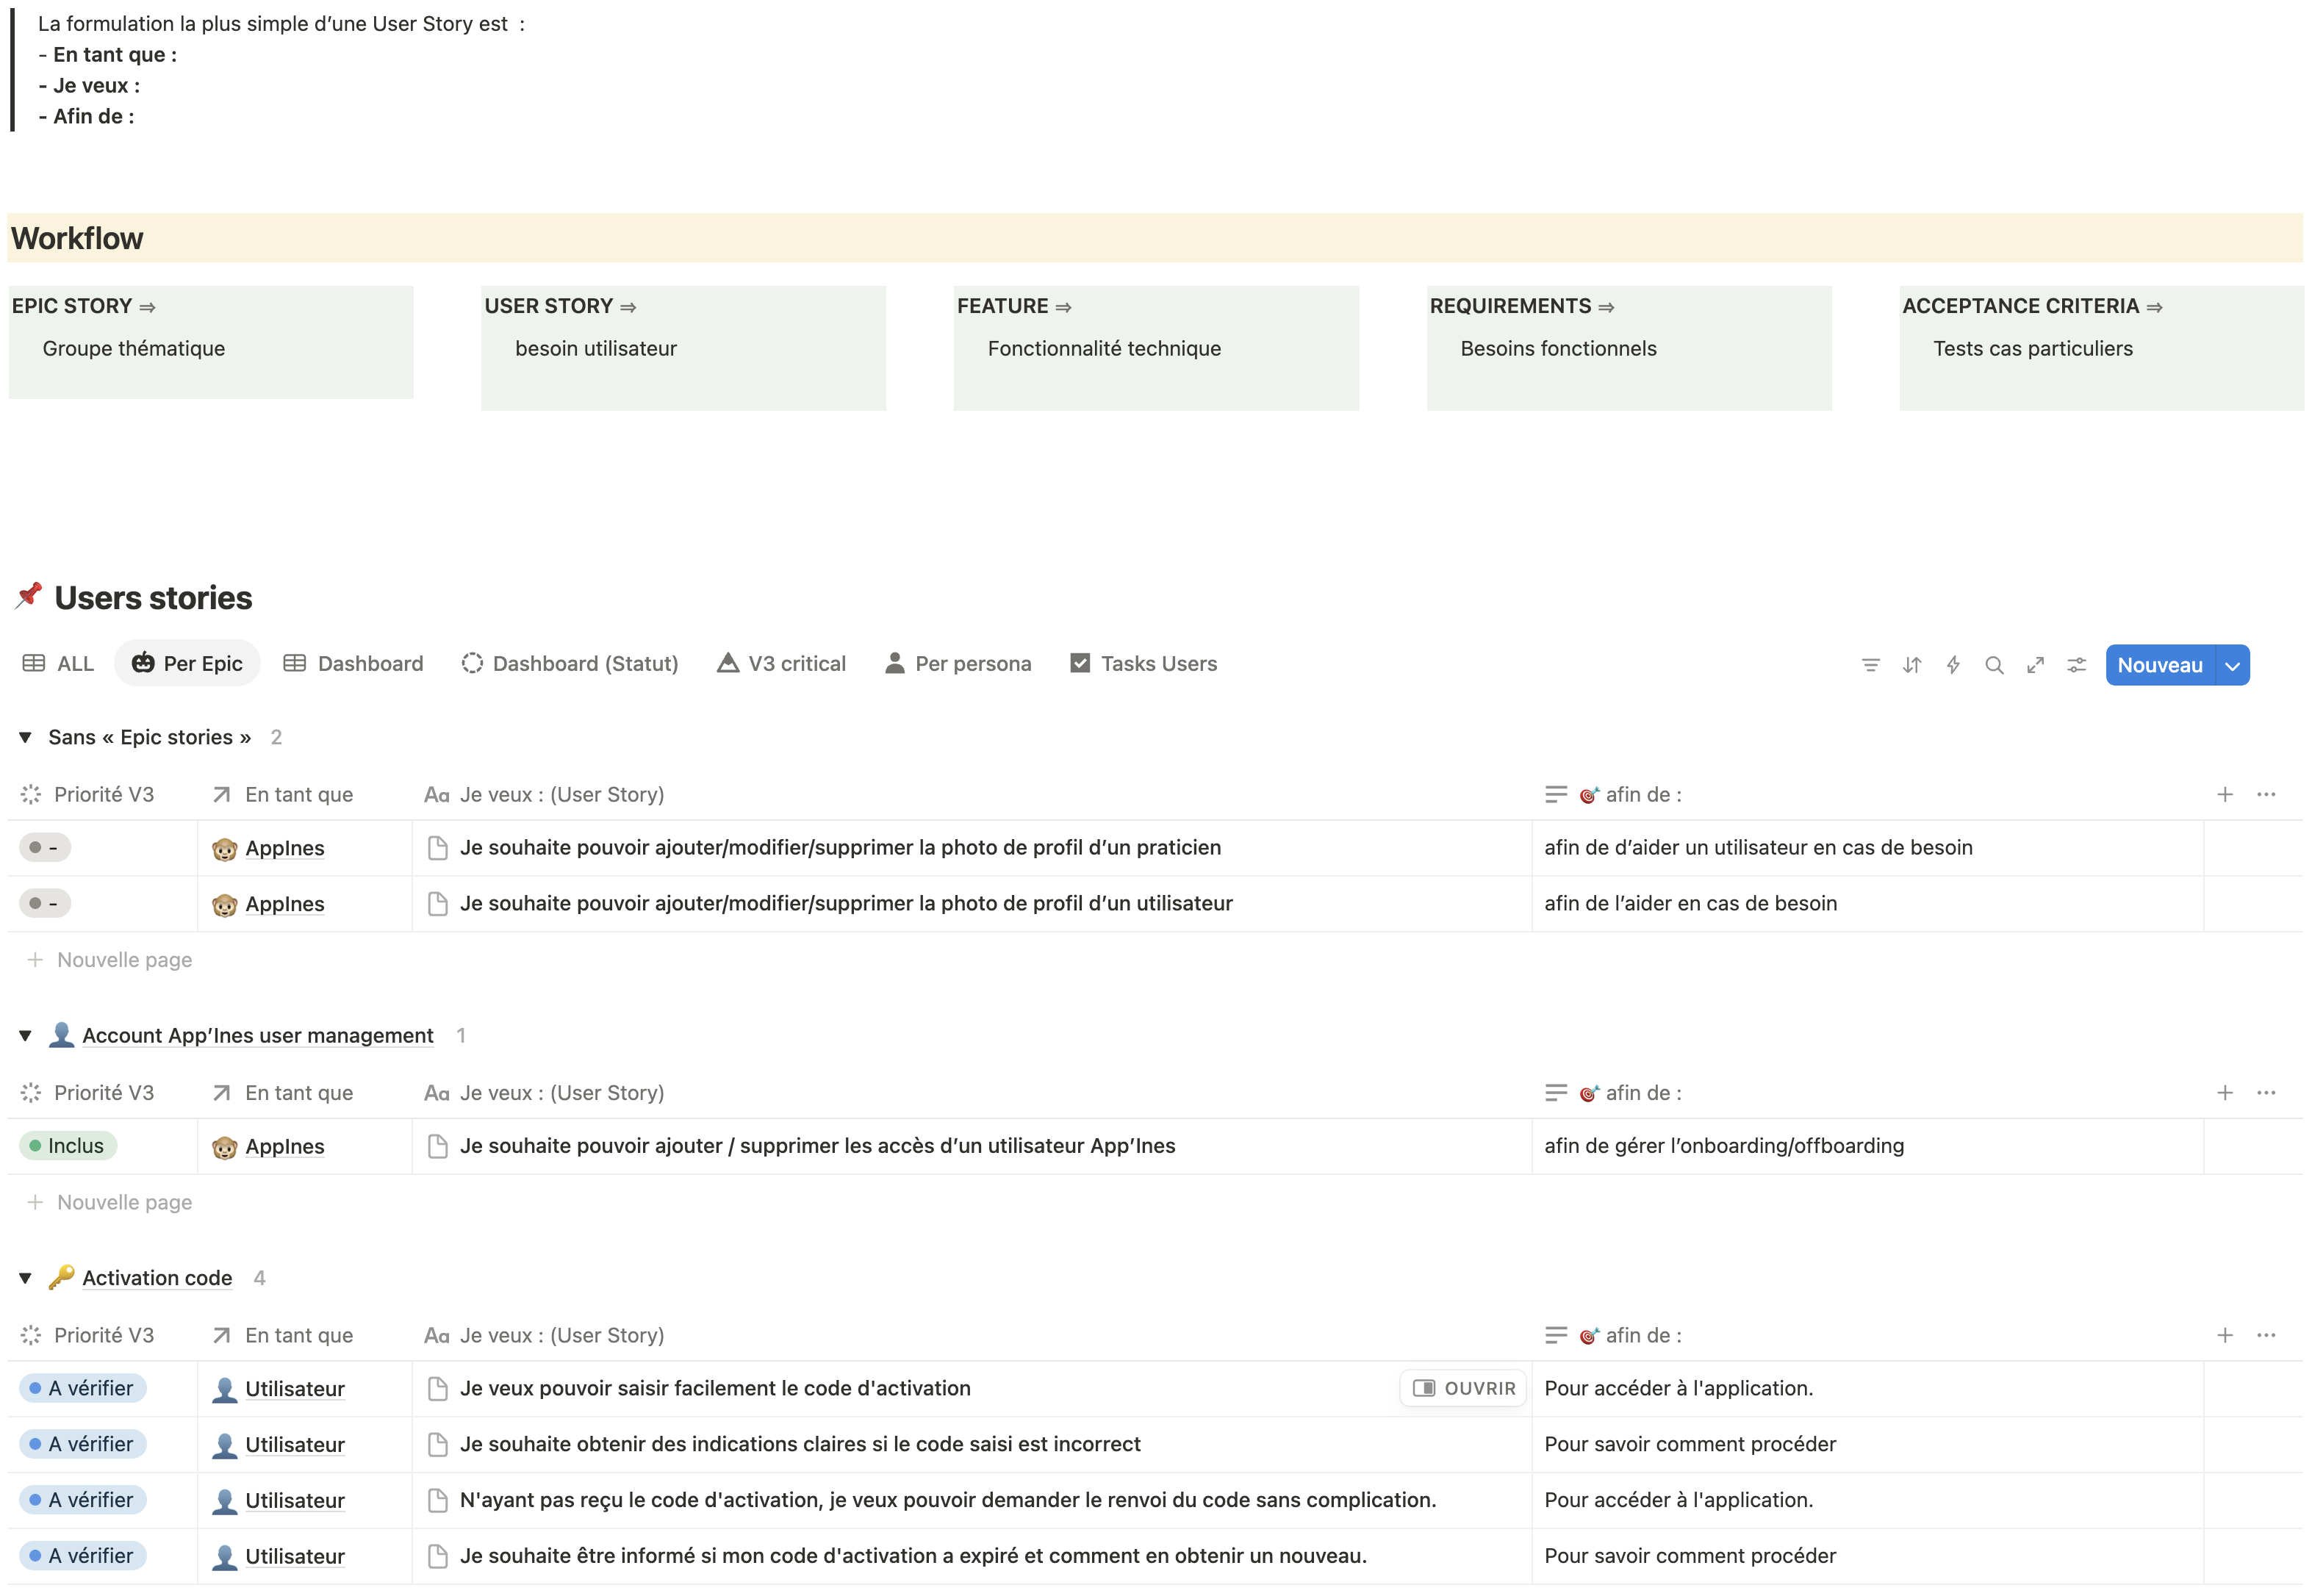 La formulation la plus simple d’une User Story est :
- En tant que :
- Je veux :
- Afin de :
Workflow
EPIC STORY ⇒
Groupe thématique
USER STORY ⇒
besoin utilisateur
FEATURE ⇒
Fonctionnalité technique
REQUIREMENTS ⇒
Besoins fonctionnels
ACCEPTANCE CRITERIA ⇒
Tests cas particuliers
Users stories
ALL Per Epic Dashboard Dashboard (Statut) V3 critical Per persona Tasks Users Nouveau
Sans « Epic stories » 2
Priorité V3 En tant que Aa Je veux : (User Story) afin de :
- AppInes Je souhaite pouvoir ajouter/modifier/supprimer la photo de profil d’un praticien afin de d’aider un utilisateur en cas de besoin
- AppInes Je souhaite pouvoir ajouter/modifier/supprimer la photo de profil d’un utilisateur afin de l’aider en cas de besoin
+ Nouvelle page
Account App’Ines user management 1
Priorité V3 En tant que Aa Je veux : (User Story) afin de :
Inclus AppInes Je souhaite pouvoir ajouter / supprimer les accès d’un utilisateur App’Ines afin de gérer l’onboarding/offboarding
+ Nouvelle page
Activation code 4
Priorité V3 En tant que Aa Je veux : (User Story) afin de :
A vérifier Utilisateur Je veux pouvoir saisir facilement le code d'activation OUVRIR Pour accéder à l'application.
A vérifier Utilisateur Je souhaite obtenir des indications claires si le code saisi est incorrect Pour savoir comment procéder
A vérifier Utilisateur N'ayant pas reçu le code d'activation, je veux pouvoir demander le renvoi du code sans complication. Pour accéder à l'application.
A vérifier Utilisateur Je souhaite être informé si mon code d'activation a expiré et comment en obtenir un nouveau. Pour savoir comment procéder